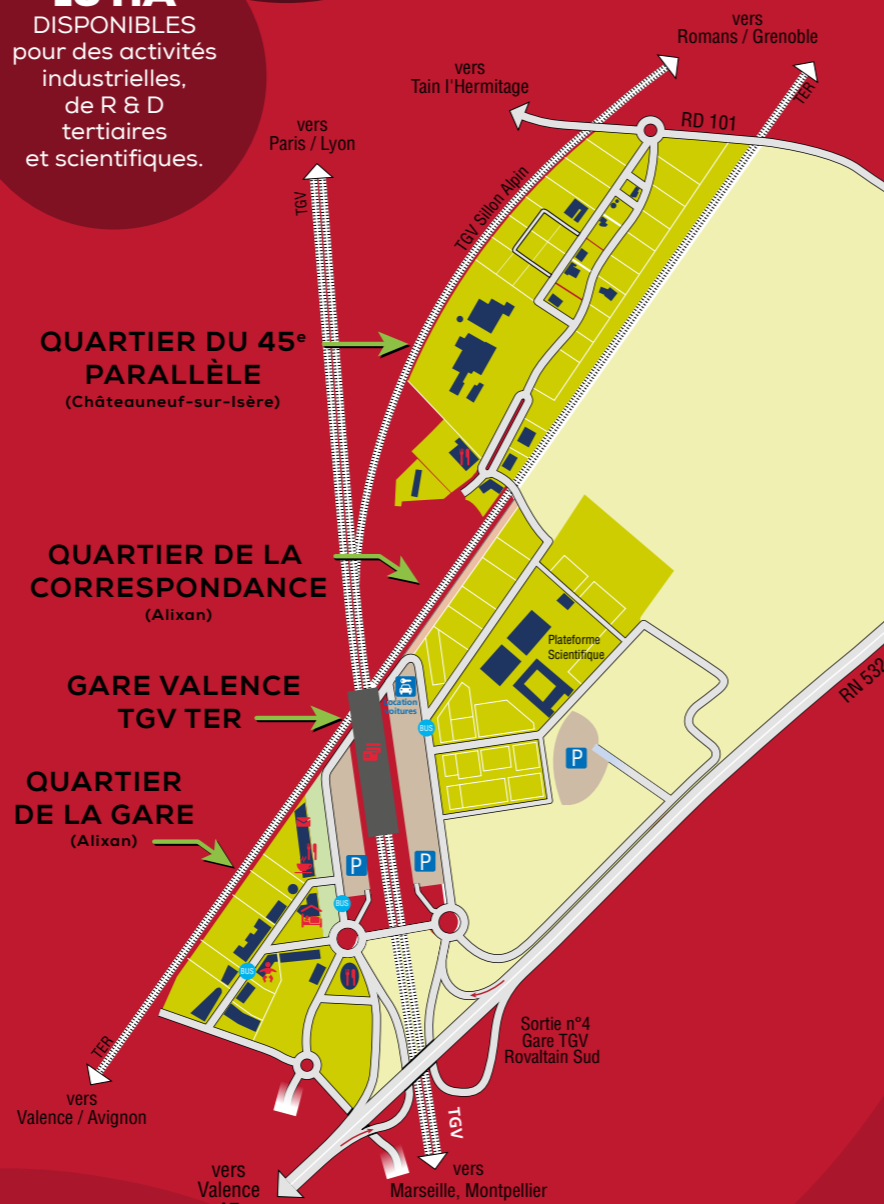 DISPONIBLES
pour des activités
industrielles,
de R & D
tertiaires
et scientifiques.
vers
Romans / Grenoble
vers
Tain l'Hermitage
TER
RD 101
vers
Paris / Lyon
TGV
TGV Sillon Alpin
QUARTIER DU 45e
PARALLÈLE
(Châteauneuf-sur-Isère)
QUARTIER DE LA
CORRESPONDANCE
(Alixan)
Plateforme
Scientifique
RN 532
GARE VALENCE
TGV TER
Location
voitures
BUS
P
QUARTIER
DE LA GARE
(Alixan)
P
P
BUS
BUS
Sortie n°4
Gare TGV
Rovaltain Sud
TER
vers
Valence / Avignon
TGV
vers
Valence
vers
Marseille, Montpellier